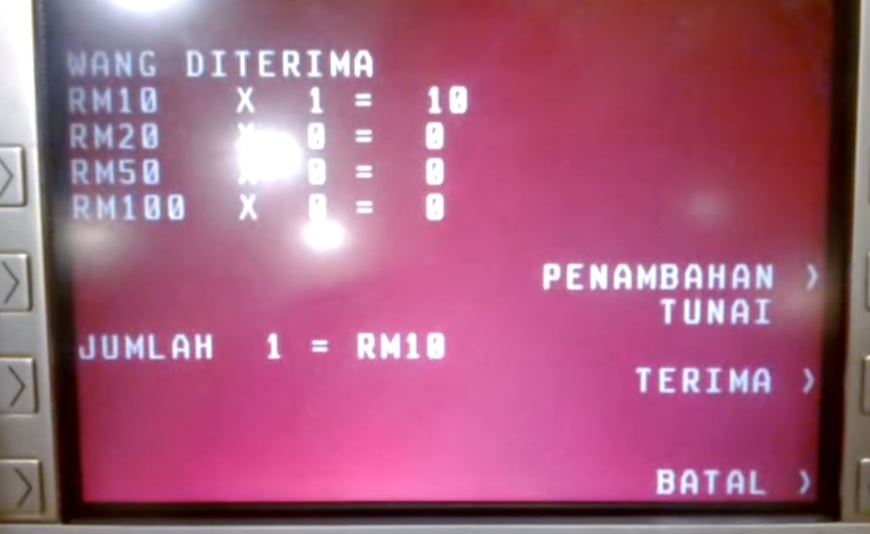 WANG DITERIMA
RM10 X 1 = 10
RM20 X 0 = 0
RM50 X 0 = 0
RM100 X 0 = 0
PENAMBAHAN >
TUNAI
JUMLAH 1 = RM10
TERIMA >
BATAL >